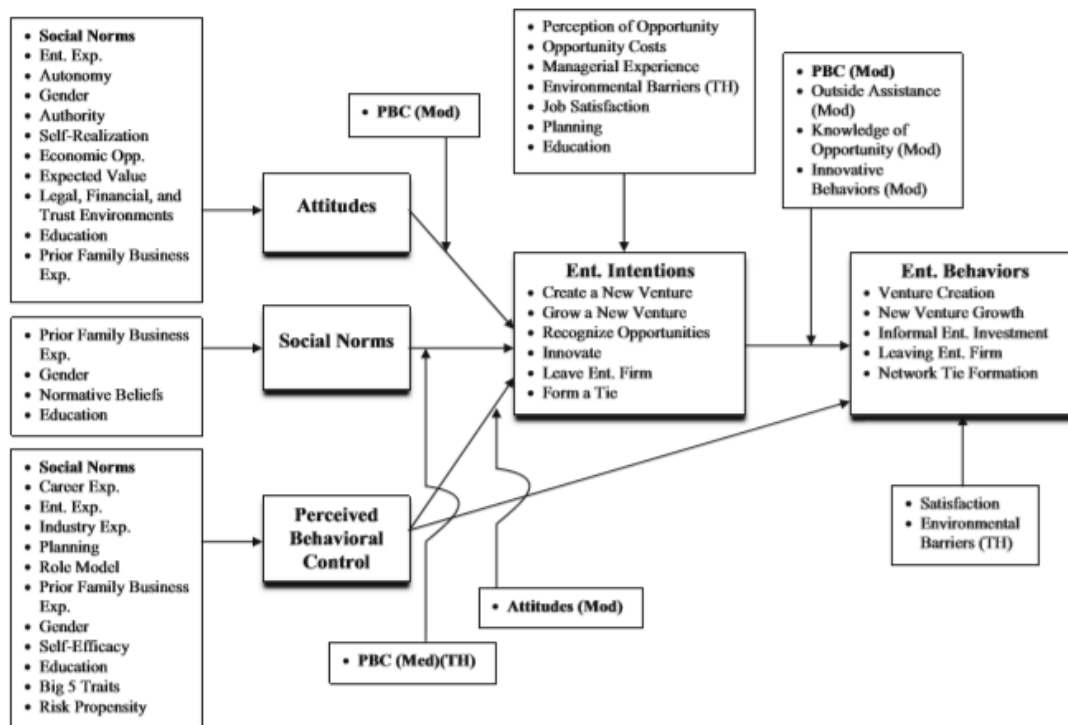 • Social Norms
• Ent. Exp.
• Autonomy
• Gender
• Authority
• Self-Realization
• Economic Opp.
• Expected Value
• Legal, Financial, and
Trust Environments
• Education
• Prior Family Business
Exp.
• Prior Family Business
Exp.
• Gender
• Normative Beliefs
• Education
• Social Norms
• Career Exp.
• Ent. Exp.
• Industry Exp.
• Planning
• Role Model
• Prior Family Business
Exp.
• Gender
• Self-Efficacy
• Education
• Big 5 Traits
• Risk Propensity
Attitudes
Social Norms
Perceived
Behavioral
Control
• PBC (Mod)
• PBC (Med)(TH)
• Attitudes (Mod)
• Perception of Opportunity
• Opportunity Costs
• Managerial Experience
• Environmental Barriers (TH)
• Job Satisfaction
• Planning
• Education
Ent. Intentions
• Create a New Venture
• Grow a New Venture
• Recognize Opportunities
• Innovate
• Leave Ent. Firm
• Form a Tie
• PBC (Mod)
• Outside Assistance
(Mod)
• Knowledge of
Opportunity (Mod)
• Innovative
Behaviors (Mod)
Ent. Behaviors
• Venture Creation
• New Venture Growth
• Informal Ent. Investment
• Leaving Ent. Firm
• Network Tie Formation
• Satisfaction
• Environmental
Barriers (TH)